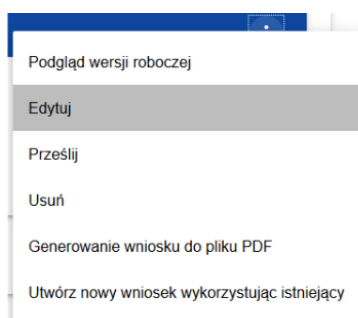 Podgląd wersji roboczej
Edytuj
Prześlij
Usuń
Generowanie wniosku do pliku PDF
Utwórz nowy wniosek wykorzystując istniejący